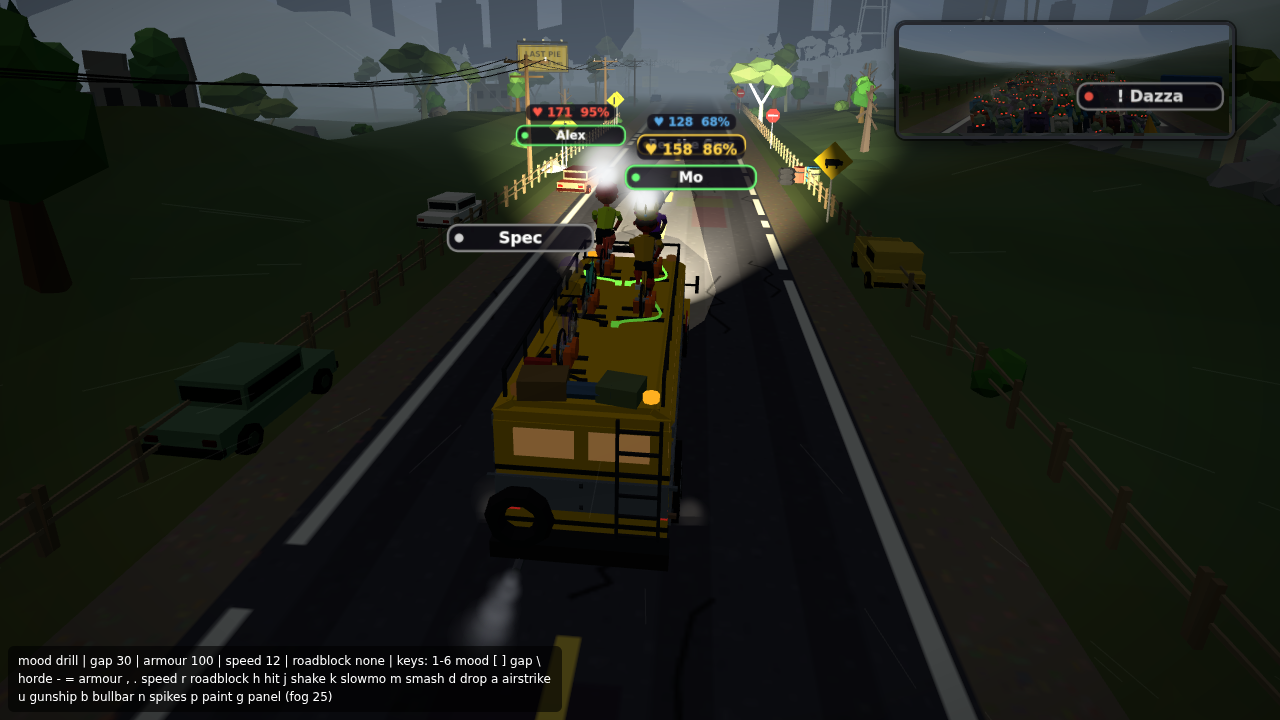 LAST PIE
! Dazza
♥ 171 95%
Alex
♥ 128 68%
♥ 158 86%
Mo
Spec
mood drill | gap 30 | armour 100 | speed 12 | roadblock none | keys: 1-6 mood [ ] gap \
horde - = armour , . speed r roadblock h hit j shake k slowmo m smash d drop a airstrike
u gunship b bullbar n spikes p paint g panel (fog 25)